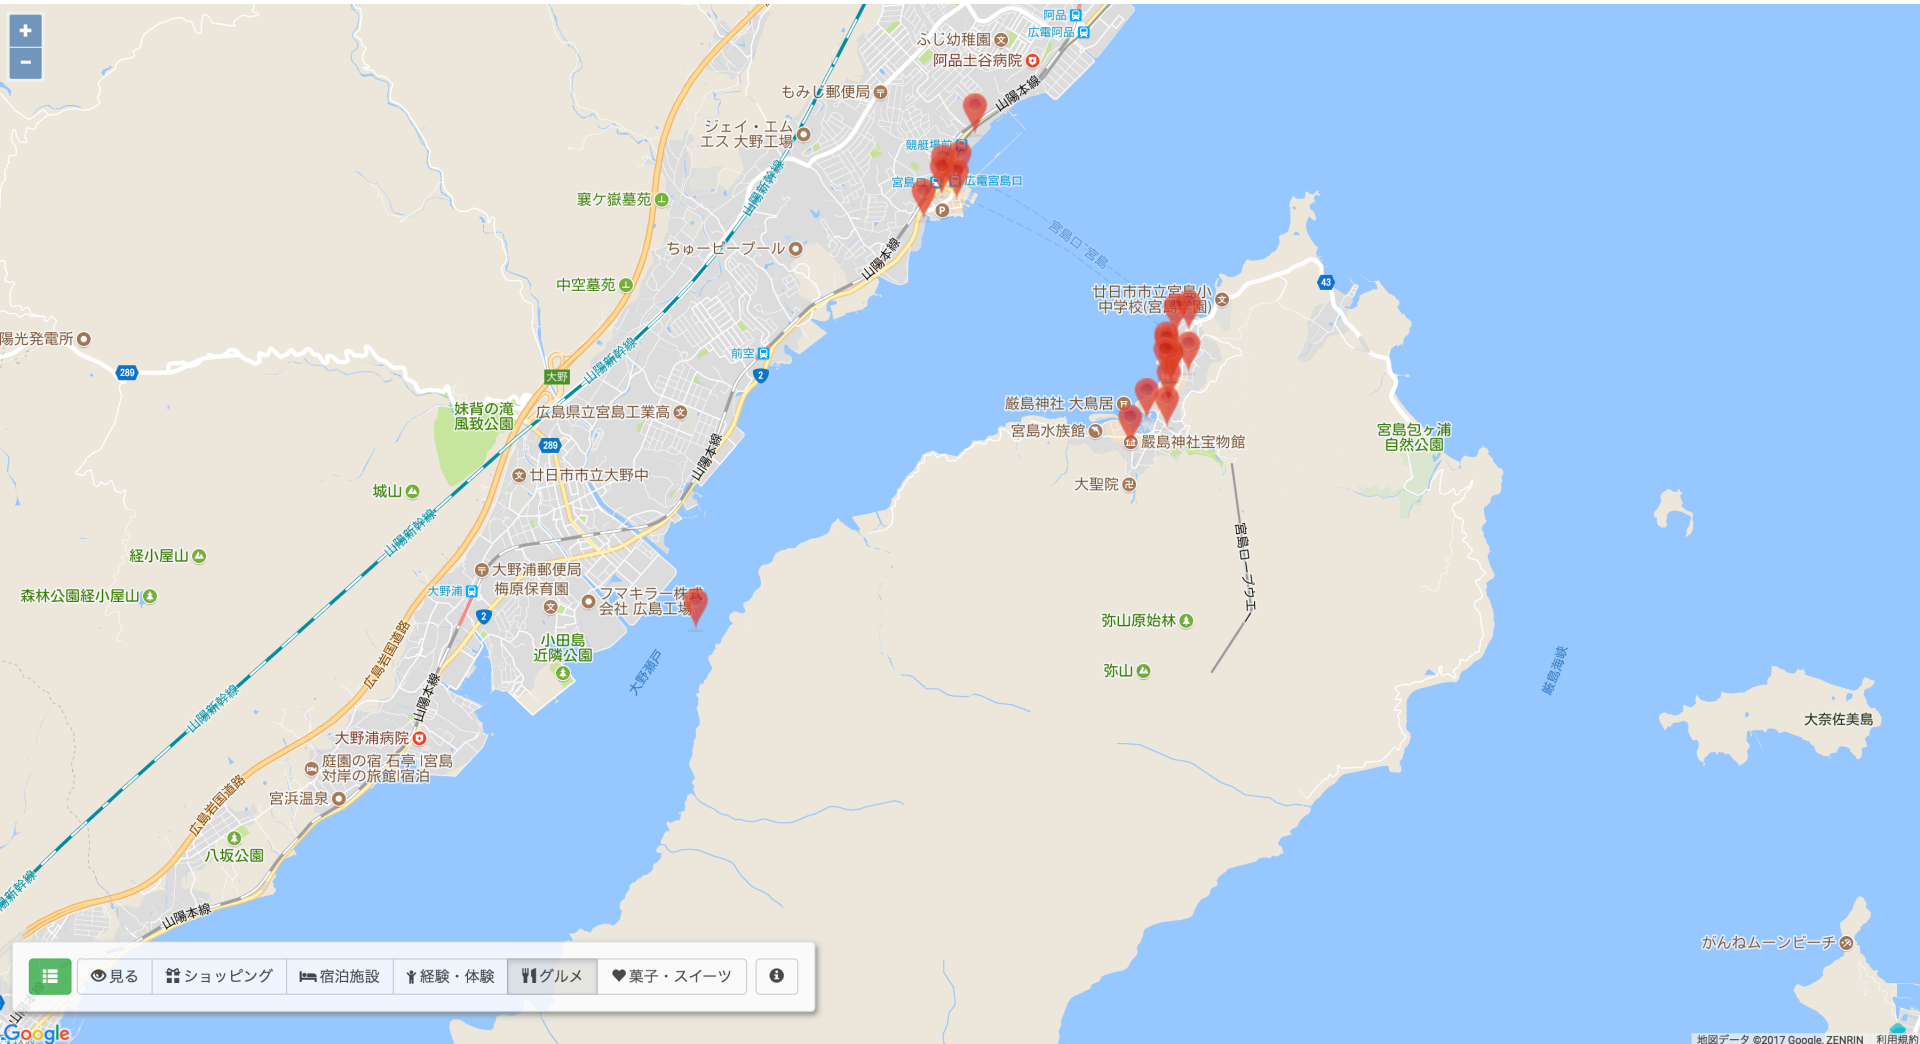 +
−
阿品
広電阿品
ふじ幼稚園
阿品土谷病院
山陽本線
もみじ郵便局
ジェイ・エム
エス 大野工場
競艇場前
宮島口
広電宮島口
P
山陽新幹線
襄ケ嶽墓苑
ちゅーピープール
山陽本線
宮島口-宮島
中空墓苑
廿日市市立宮島小
中学校(宮島学園)
43
陽光発電所
289
前空
2
山陽新幹線
大野
妹背の滝
風致公園
広島県立宮島工業高
289
厳島神社 大鳥居
宮島水族館
厳島神社宝物館
宮島包ヶ浦
自然公園
山陽本線
廿日市市立大野中
大聖院
城山
山陽新幹線
宮島ロープウエー
経小屋山
森林公園経小屋山
大野浦郵便局
大野浦
梅原保育園
フマキラー株式
会社 広島工場
2
弥山原始林
小田島
近隣公園
大野瀬戸
弥山
厳島海峡
広島岩国道路
山陽本線
山陽新幹線
大奈佐美島
大野浦病院
庭園の宿 石亭 |宮島
対岸の旅館|宿泊
宮浜温泉
広島岩国道路
八坂公園
山陽本線
がんねムーンビーチ
見る
ショッピング
宿泊施設
経験・体験
グルメ
菓子・スイーツ
Google
地図データ ©2017 Google, ZENRIN
利用規約